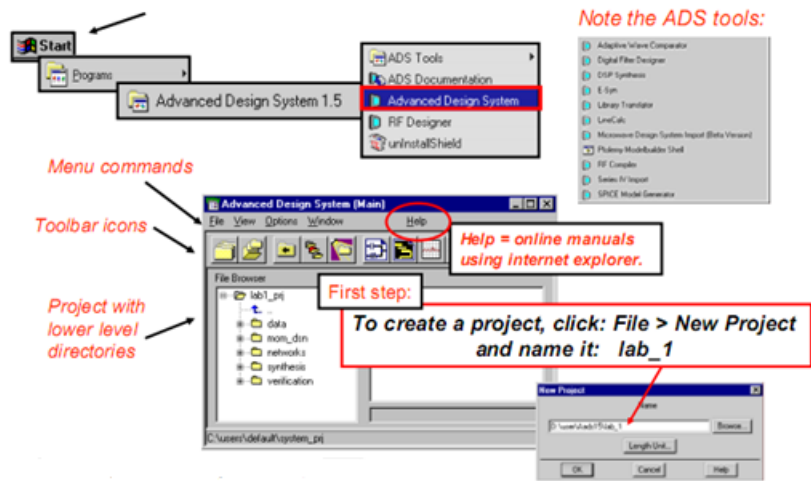 Note the ADS tools:
Start
Programs
Advanced Design System 1.5
ADS Tools
ADS Documentation
Advanced Design System
RF Designer
unInstallShield
Adaptive Wave Comparator
Digital Filter Designer
DSP Synthesis
E-Syn
Library Translator
LineCalc
Microwave Design System Import (Beta Version)
Ptolemy Modelbuilder Shell
RF Compiler
Series IV Import
SPICE Model Generator
Menu commands
Toolbar icons
Project with
lower level
directories
Advanced Design System (Main)
File View Options Window Help
Help = online manuals
using internet explorer.
File Browser
lab1_prj
..
data
mom_dsn
networks
synthesis
verification
C:\users\default\system_prj
First step:
To create a project, click: File > New Project
and name it: lab_1
New Project
Name
Browse...
Length Unit...
OK Cancel Help